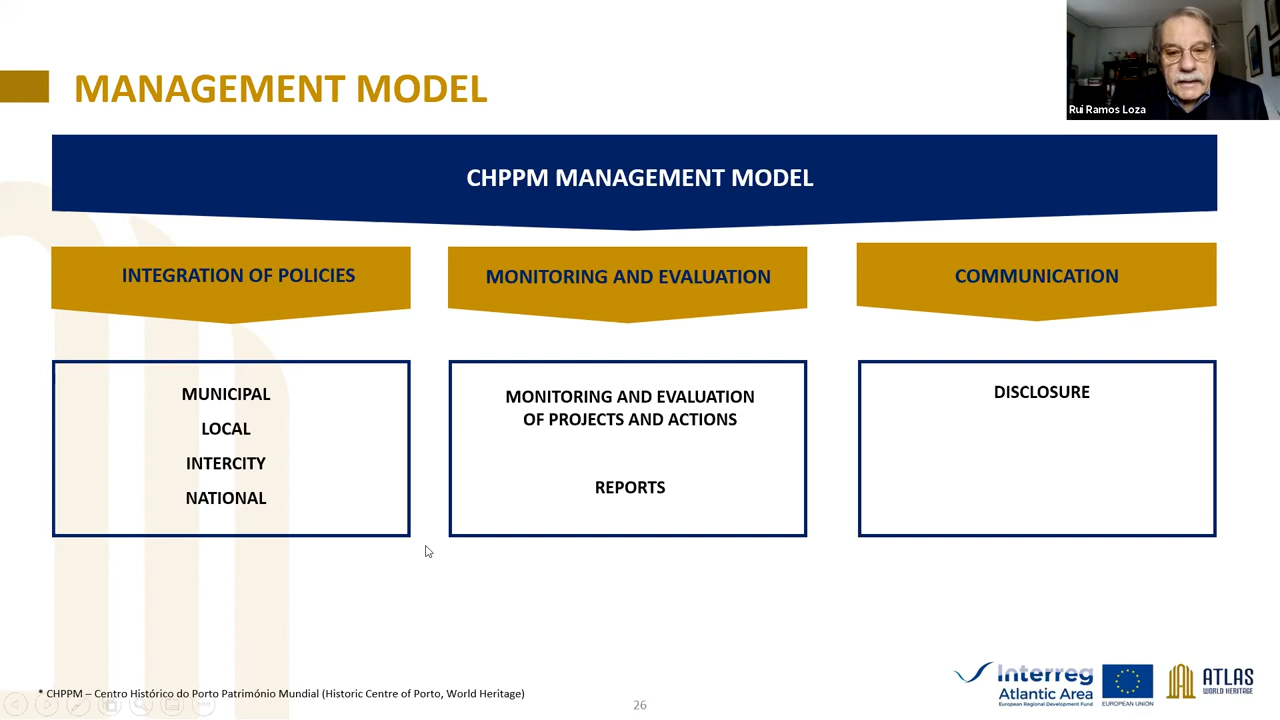 MANAGEMENT MODEL
Rui Ramos Loza
CHPPM MANAGEMENT MODEL
INTEGRATION OF POLICIES
MONITORING AND EVALUATION
COMMUNICATION
MUNICIPAL
LOCAL
INTERCITY
NATIONAL
MONITORING AND EVALUATION
OF PROJECTS AND ACTIONS
REPORTS
DISCLOSURE
* CHPPM – Centro Histórico do Porto Património Mundial (Historic Centre of Porto, World Heritage)
26
Interreg
Atlantic Area
European Regional Development Fund
EUROPEAN UNION
ATLAS
WORLD HERITAGE